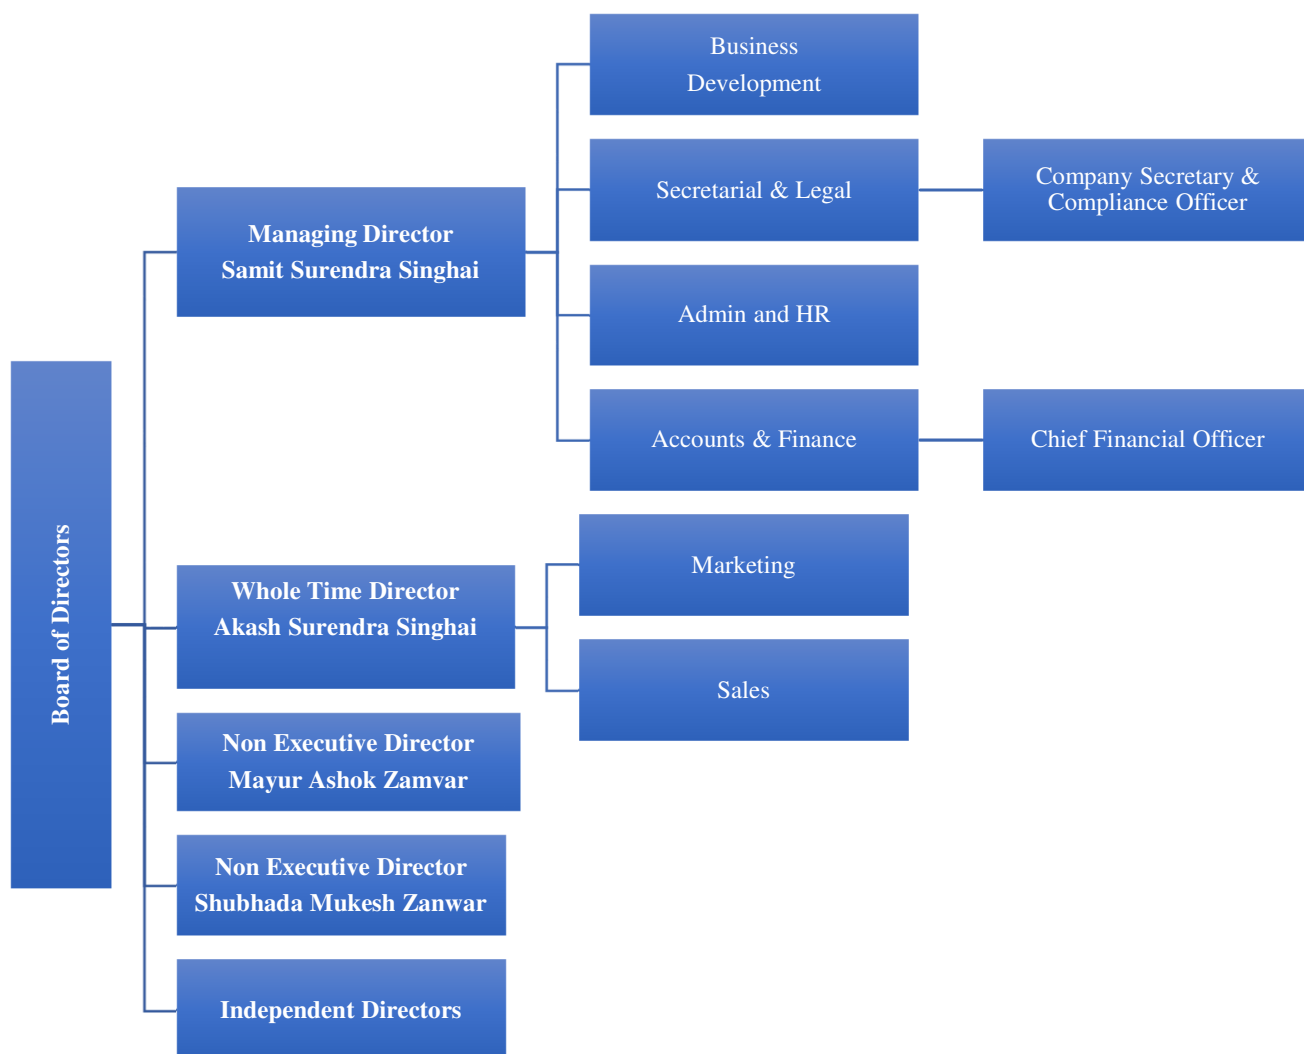 Board of Directors
Managing Director
Samit Surendra Singhai
Business
Development
Secretarial & Legal
Company Secretary &
Compliance Officer
Admin and HR
Accounts & Finance
Chief Financial Officer
Whole Time Director
Akash Surendra Singhai
Marketing
Sales
Non Executive Director
Mayur Ashok Zamvar
Non Executive Director
Shubhada Mukesh Zanwar
Independent Directors